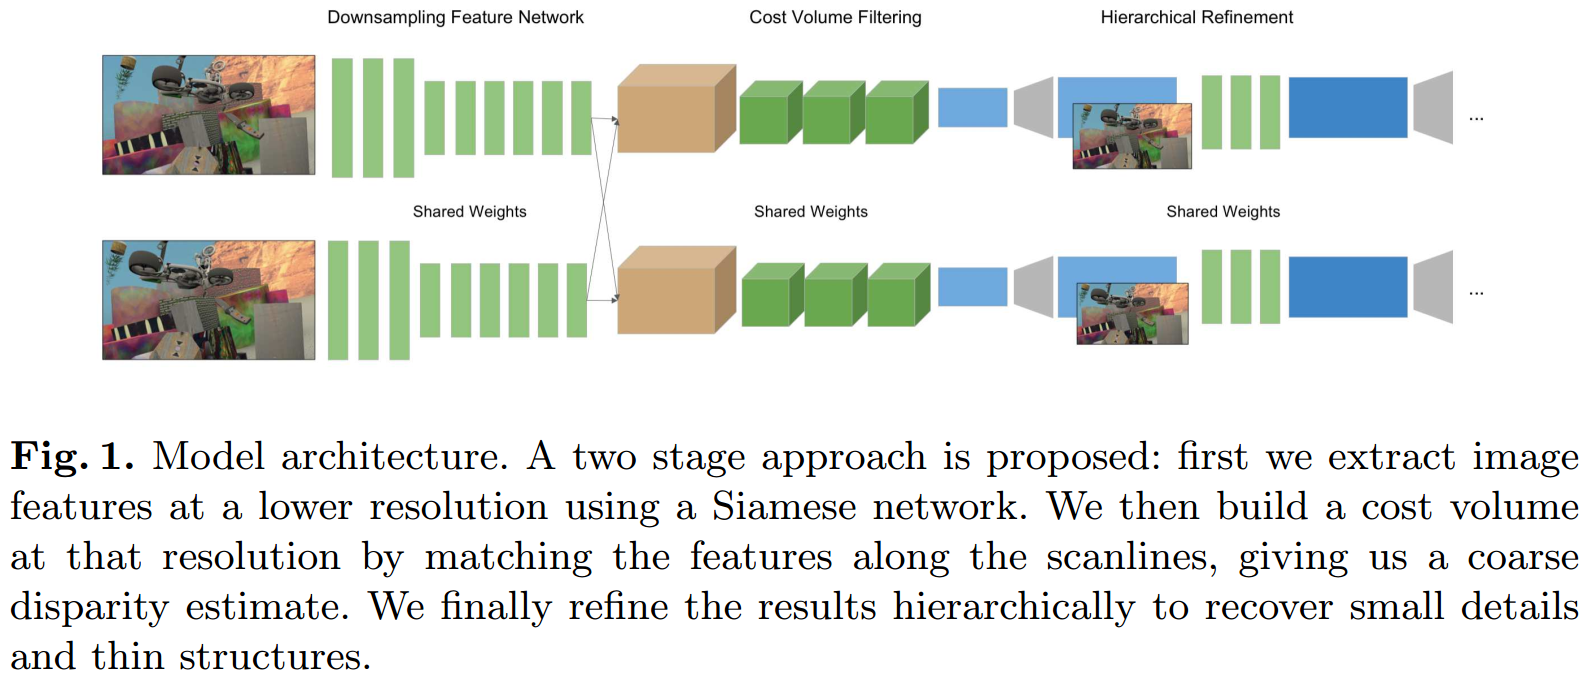 Downsampling Feature Network
Cost Volume Filtering
Hierarchical Refinement
...
Shared Weights
Shared Weights
Shared Weights
...
Fig. 1. Model architecture. A two stage approach is proposed: first we extract image
features at a lower resolution using a Siamese network. We then build a cost volume
at that resolution by matching the features along the scanlines, giving us a coarse
disparity estimate. We finally refine the results hierarchically to recover small details
and thin structures.